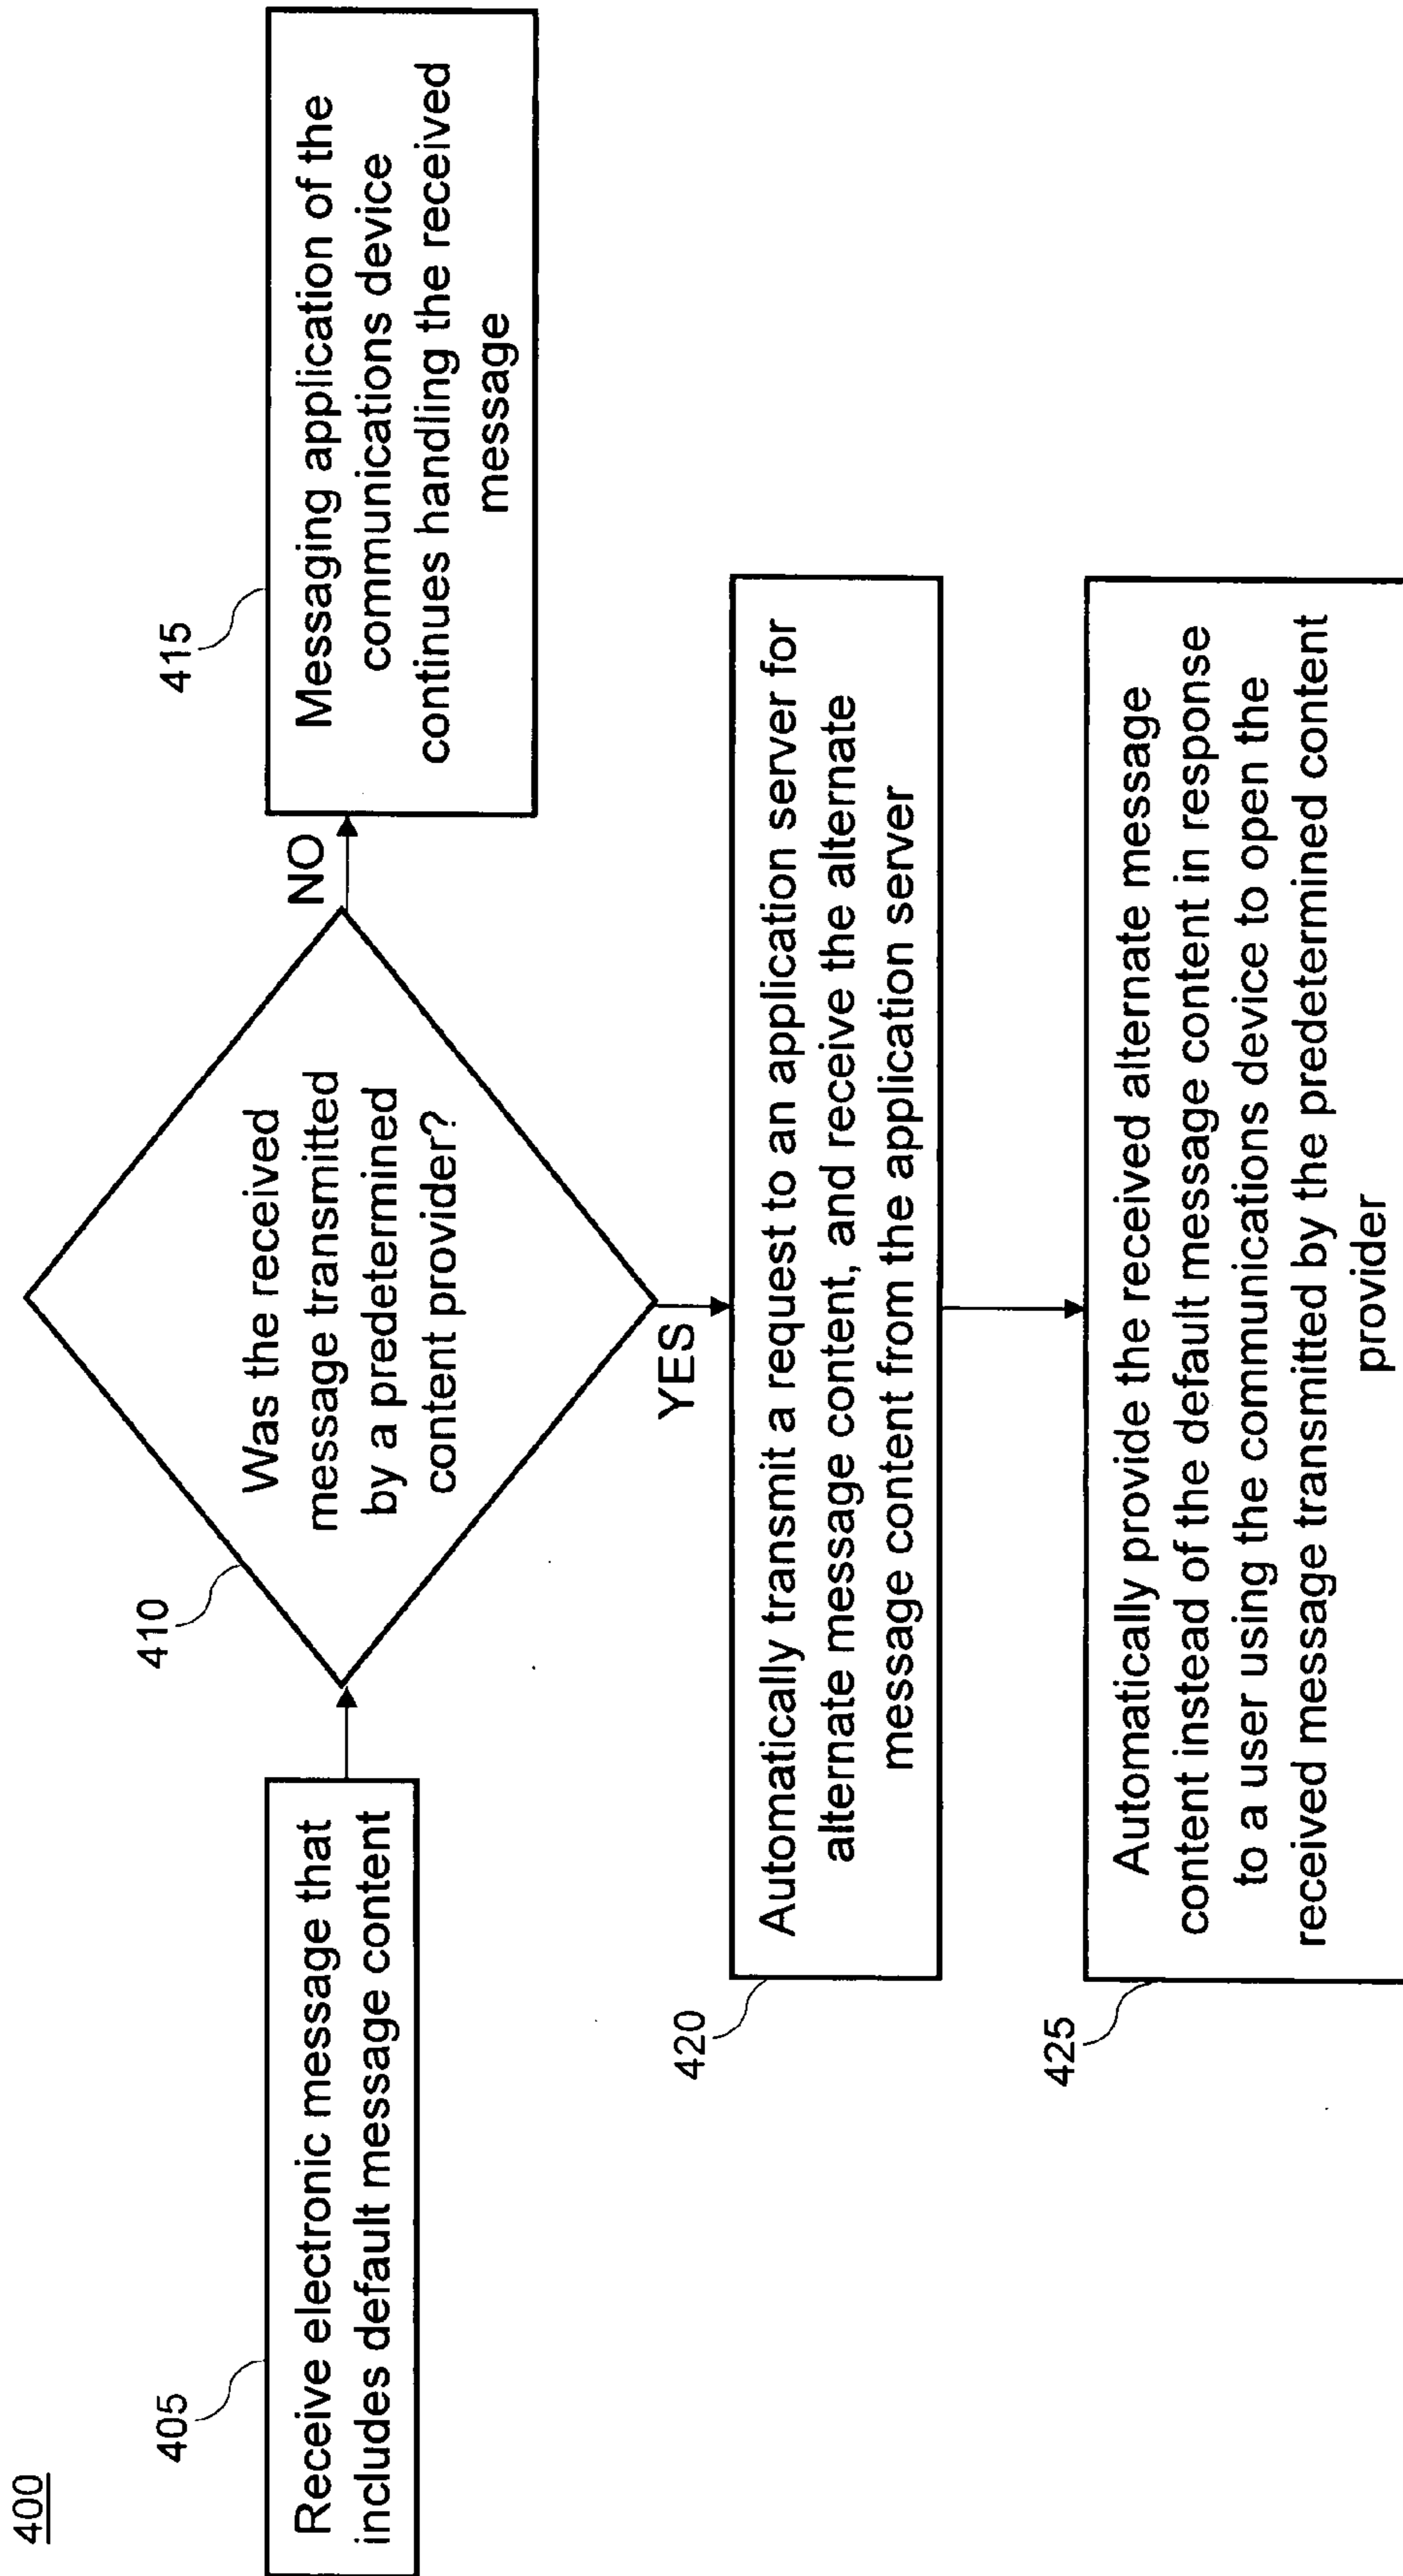 400
405
Receive electronic message that
includes default message content
410
Was the received
message transmitted
by a predetermined
content provider?
NO
415
Messaging application of the
communications device
continues handling the received
message
YES
420
Automatically transmit a request to an application server for
alternate message content, and receive the alternate
message content from the application server
425
Automatically provide the received alternate message
content instead of the default message content in response
to a user using the communications device to open the
received message transmitted by the predetermined content
provider